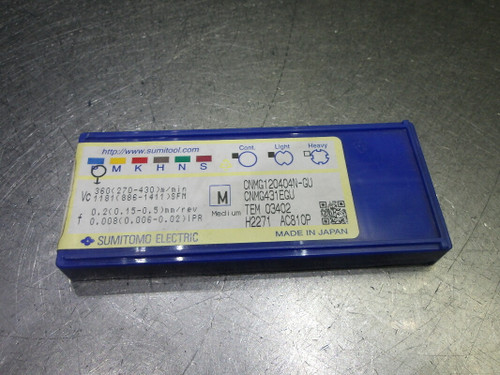 http://www.sumitool.com
Cont. Light Heavy
M K H N S
Vc 360(270-430)m/min
1181(886-1411)SFM
f 0.2(0.15-0.5)mm/rev
0.008(0.006-0.02)IPR
M
Medium
CNMG120404N-GU
CNMG431EGU
TEM 03402
H2271 AC810P
SUMITOMO ELECTRIC
MADE IN JAPAN